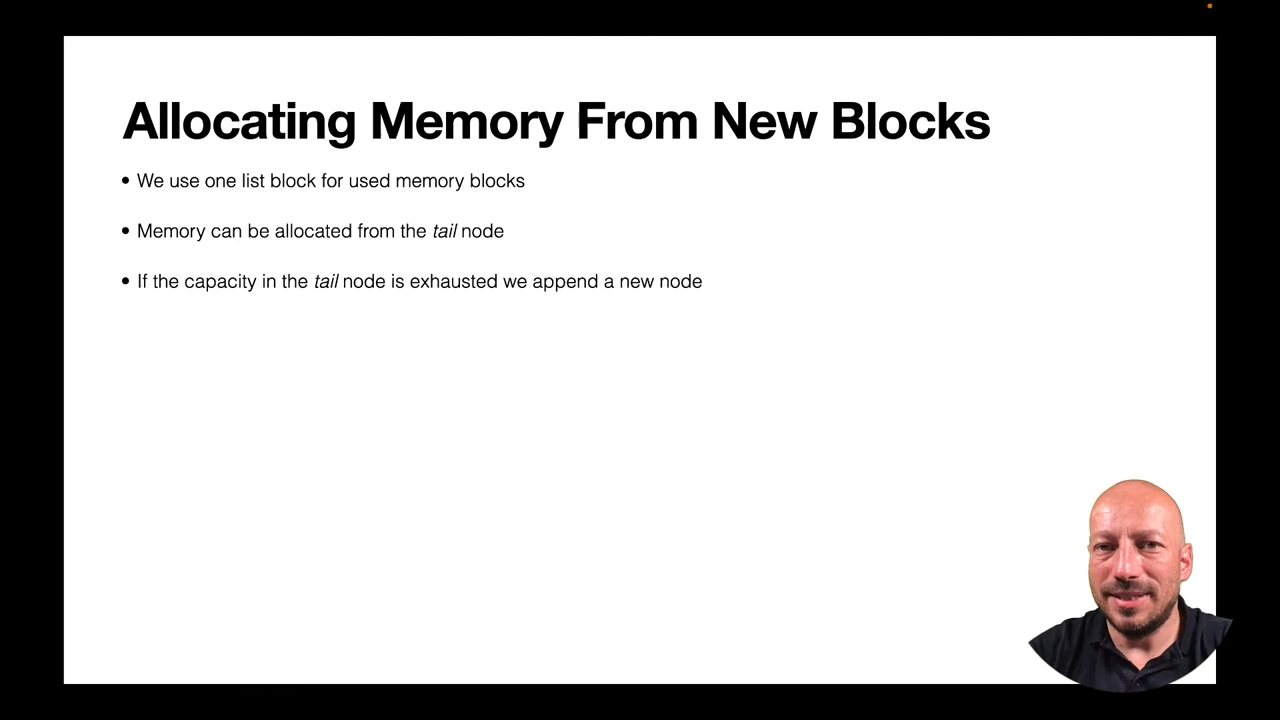 Allocating Memory From New Blocks
• We use one list block for used memory blocks
• Memory can be allocated from the tail node
• If the capacity in the tail node is exhausted we append a new node